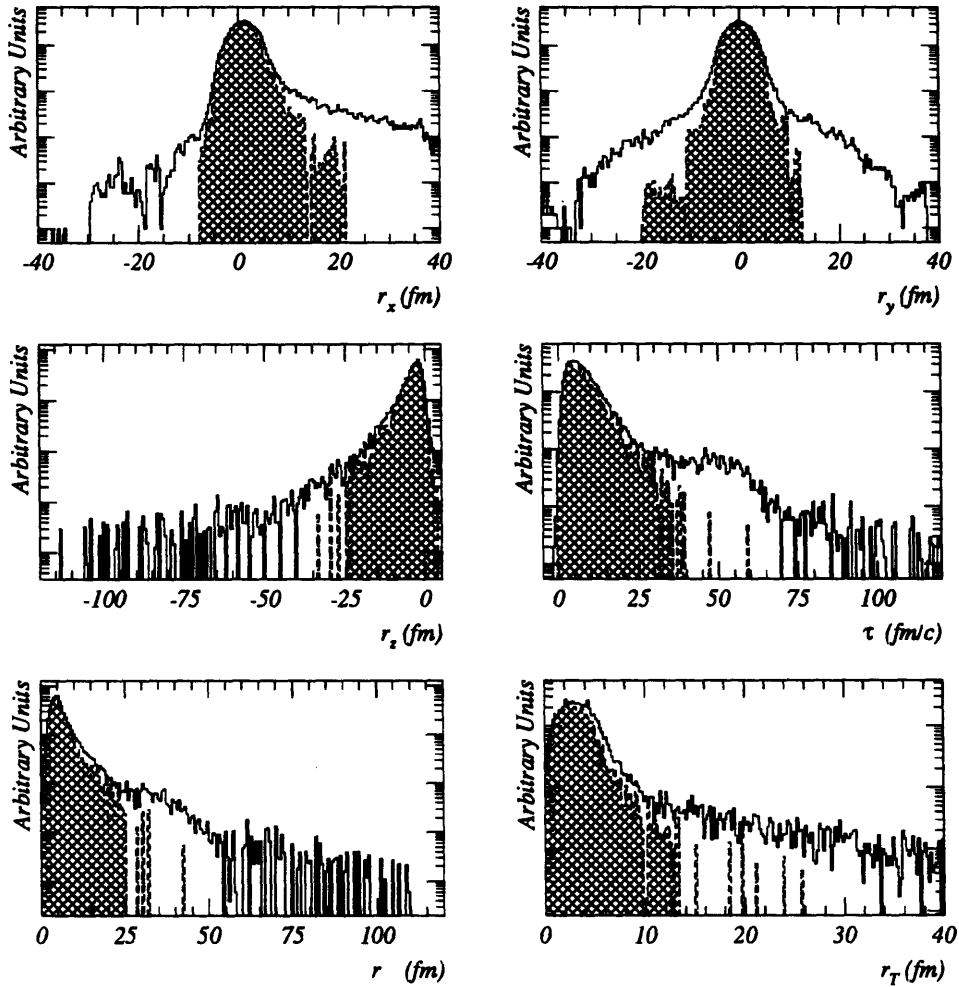 Arbitrary Units
-40 -20 0 20 40
r_x (fm)
Arbitrary Units
-40 -20 0 20 40
r_y (fm)
Arbitrary Units
-100 -75 -50 -25 0
r_z (fm)
Arbitrary Units
0 25 50 75 100
τ (fm/c)
Arbitrary Units
0 25 50 75 100
r (fm)
Arbitrary Units
0 10 20 30 40
r_T (fm)